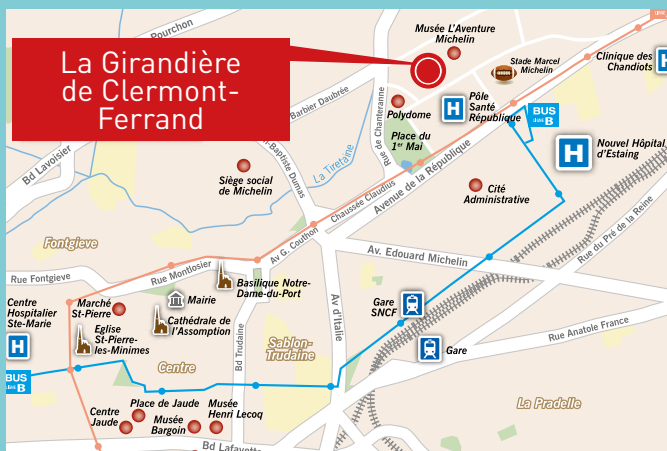 La Girandière
de Clermont-
Ferrand
Pourchon
Musée L'Aventure
Michelin
Stade Marcel
Michelin
Clinique des
Chandiots
H
Barbier Daubrée
Rue de Chanteranne
Polydome
H
Pôle
Santé
République
BUS
B
Place du
1er Mai
Bd Lavoisier
-Baptiste Dumas
La Tiretaine
Siège social
de Michelin
H
Nouvel Hôpital
d'Estaing
Chaussée Claudius
Avenue de la République
Cité
Administrative
Rue du Pré de la Reine
Fontgieve
Av G. Couthon
Av. Edouard Michelin
Rue Fontgieve
Rue Montlosier
Basilique Notre-
Dame-du-Port
Centre
Hospitalier
Ste-Marie
H
Marché
St-Pierre
Mairie
Eglise
St-Pierre-
les-Minimes
Cathédrale de
l'Assomption
Bd Trudaine
Av d'Italie
Gare
SNCF
Gare
Rue Anatole France
Sablon-
Trudaine
Centre
BUS
B
La Pradelle
Place de Jaude
Centre
Jaude
Musée
Bargoin
Musée
Henri Lecoq
Bd Lafayette